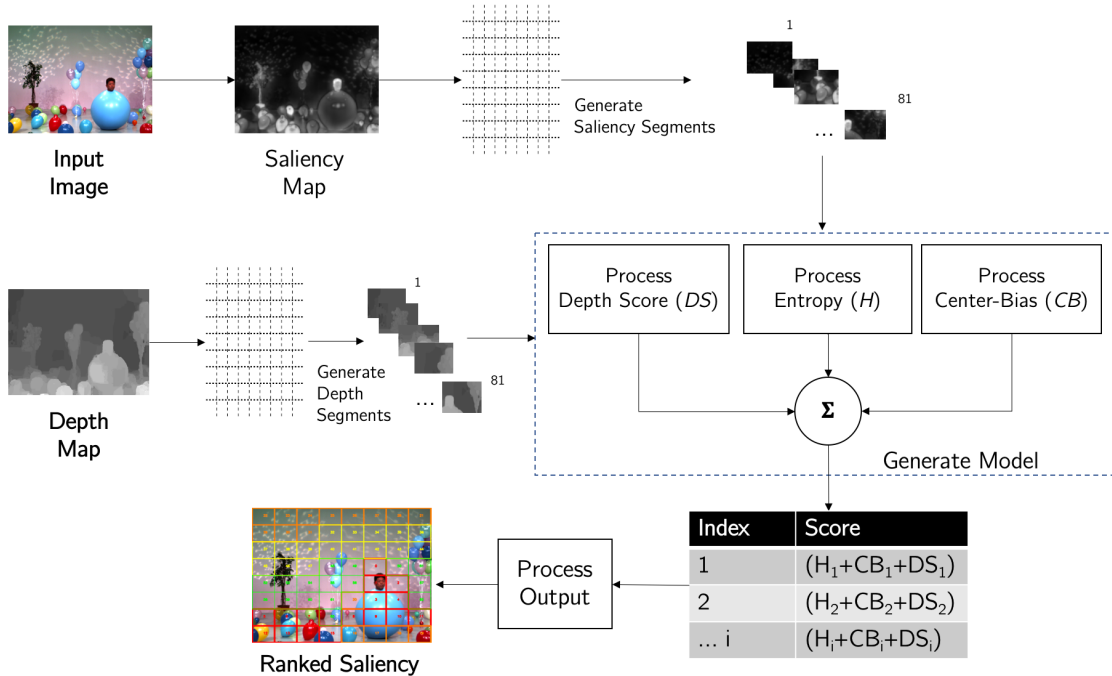 Input
Image
Saliency
Map
Generate
Saliency Segments
1
81
...
Depth
Map
Generate
Depth
Segments
1
81
...
Process
Depth Score (DS)
Process
Entropy (H)
Process
Center-Bias (CB)
Σ
Generate Model
Index Score
1 (H₁+CB₁+DS₁)
2 (H₂+CB₂+DS₂)
... i (Hᵢ+CBᵢ+DSᵢ)
Process
Output
Ranked Saliency